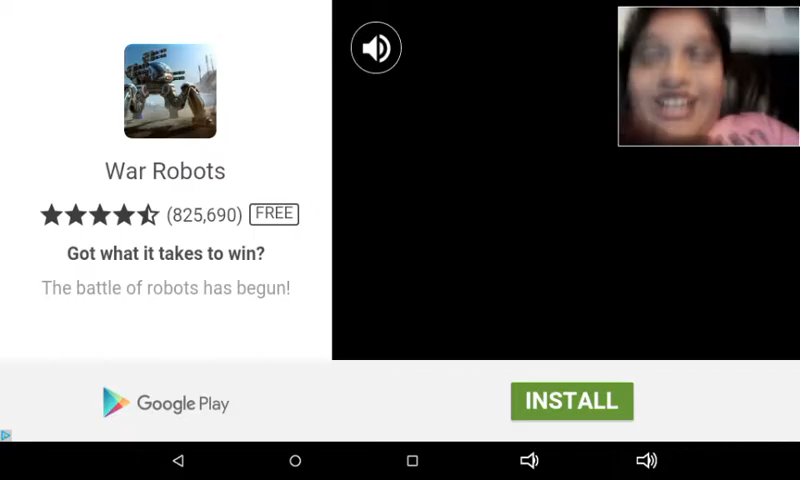 War Robots
(825,690) FREE
Got what it takes to win?
The battle of robots has begun!
Google Play
INSTALL